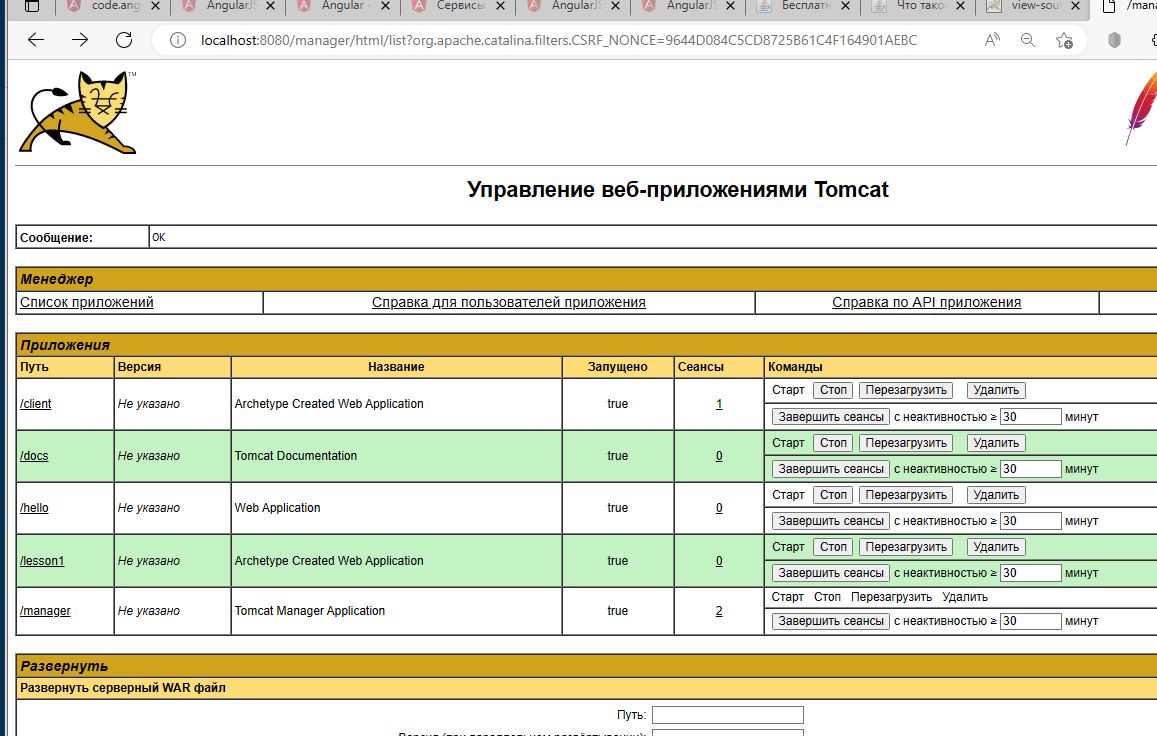 code.ang AngularJS Angular - Сервисы AngularJS AngularJS Бесплатн Что тако view-sour /mana
localhost:8080/manager/html/list?org.apache.catalina.filters.CSRF_NONCE=9644D084C5CD8725B61C4F164901AEBC
TM
Управление веб-приложениями Tomcat
Сообщение: OK
Менеджер
Список приложений Справка для пользователей приложения Справка по API приложения
Приложения
Путь Версия Название Запущено Сеансы Команды
/client Не указано Archetype Created Web Application true 1 Старт Стоп Перезагрузить Удалить
Завершить сеансы с неактивностью ≥ 30 минут
/docs Не указано Tomcat Documentation true 0 Старт Стоп Перезагрузить Удалить
Завершить сеансы с неактивностью ≥ 30 минут
/hello Не указано Web Application true 0 Старт Стоп Перезагрузить Удалить
Завершить сеансы с неактивностью ≥ 30 минут
/lesson1 Не указано Archetype Created Web Application true 0 Старт Стоп Перезагрузить Удалить
Завершить сеансы с неактивностью ≥ 30 минут
/manager Не указано Tomcat Manager Application true 2 Старт Стоп Перезагрузить Удалить
Завершить сеансы с неактивностью ≥ 30 минут
Развернуть
Развернуть серверный WAR файл
Путь: